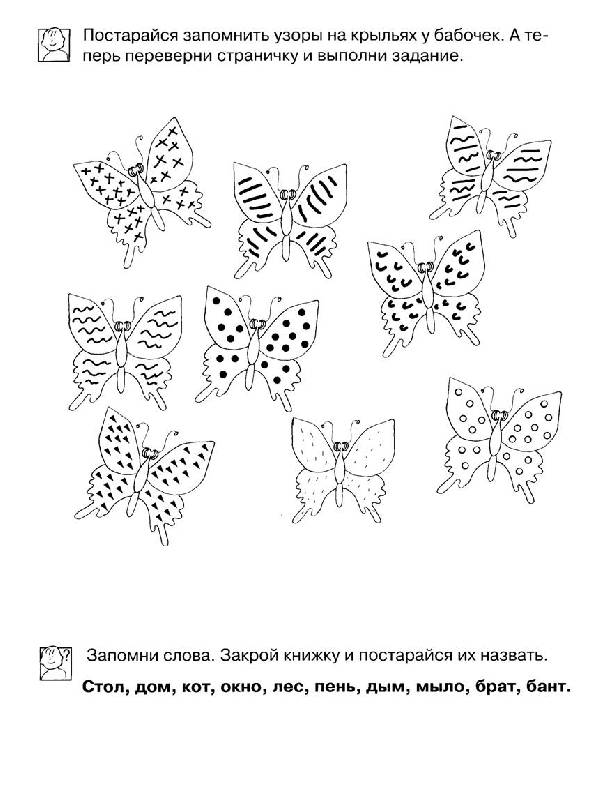 Постарайся запомнить узоры на крыльях у бабочек. А те-
перь переверни страничку и выполни задание.
Запомни слова. Закрой книжку и постарайся их назвать.
Стол, дом, кот, окно, лес, пень, дым, мыло, брат, бант.